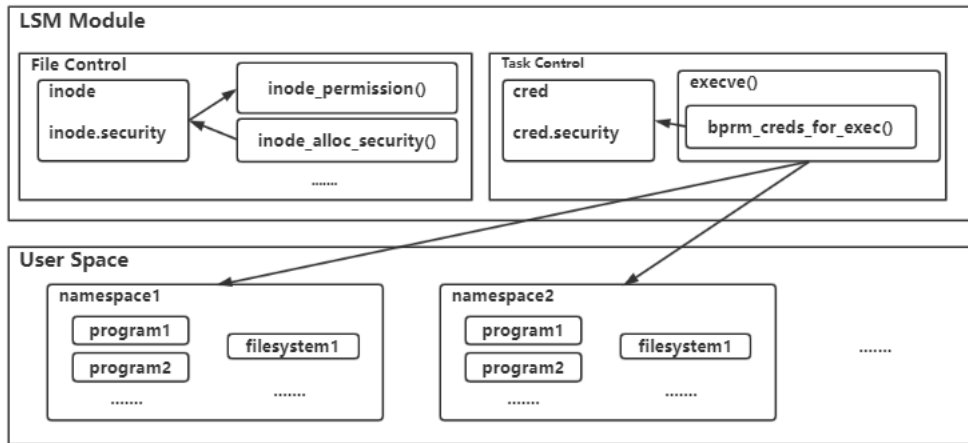 LSM Module
File Control
inode
inode.security
inode_permission()
inode_alloc_security()
.......
Task Control
cred
cred.security
execve()
bprm_creds_for_exec()
User Space
namespace1
program1
program2
.......
filesystem1
.......
namespace2
program1
program2
.......
filesystem1
.......
.......